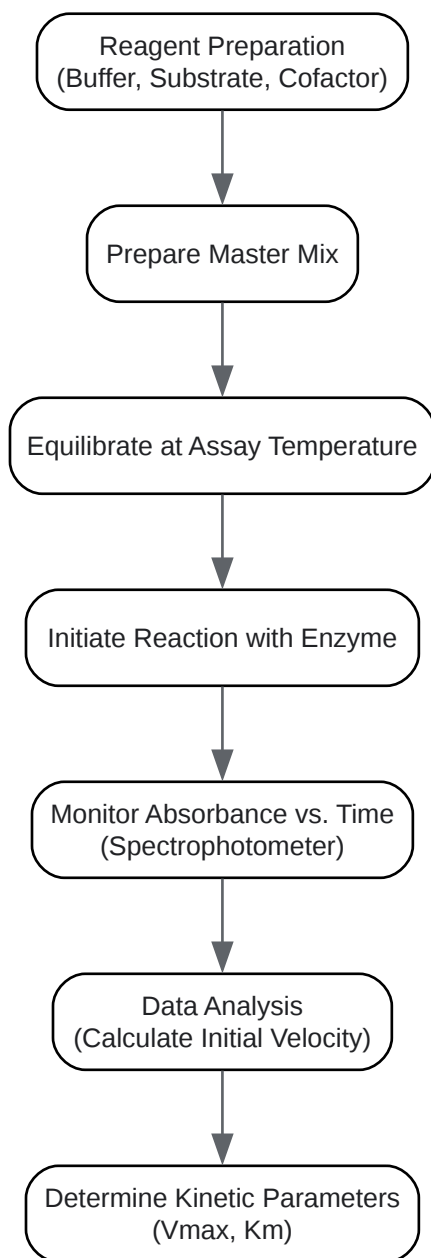 Reagent Preparation
(Buffer, Substrate, Cofactor)
Prepare Master Mix
Equilibrate at Assay Temperature
Initiate Reaction with Enzyme
Monitor Absorbance vs. Time
(Spectrophotometer)
Data Analysis
(Calculate Initial Velocity)
Determine Kinetic Parameters
(Vmax, Km)